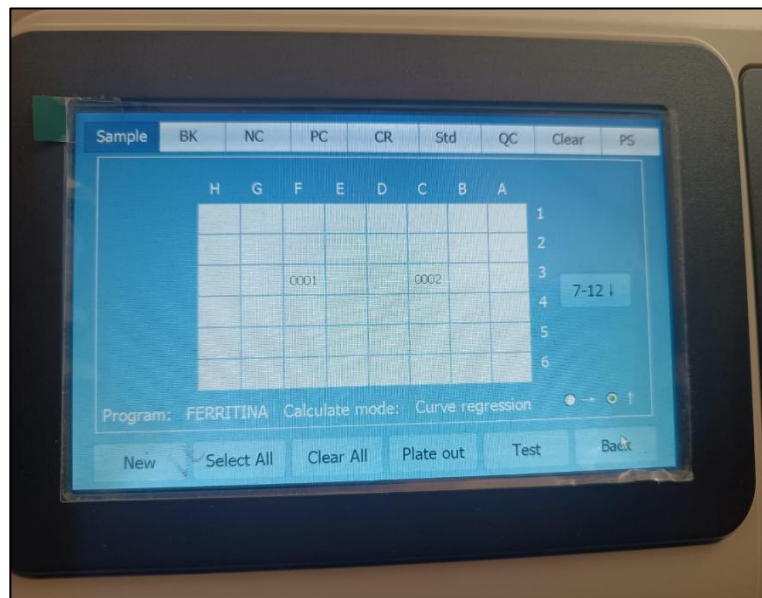 Sample BK NC PC CR Std QC Clear PS
H G F E D C B A
1
2
0001 0002 3
7-12↓
4
5
6
Program: FERRITINA Calculate mode: Curve regression
New Select All Clear All Plate out Test Back